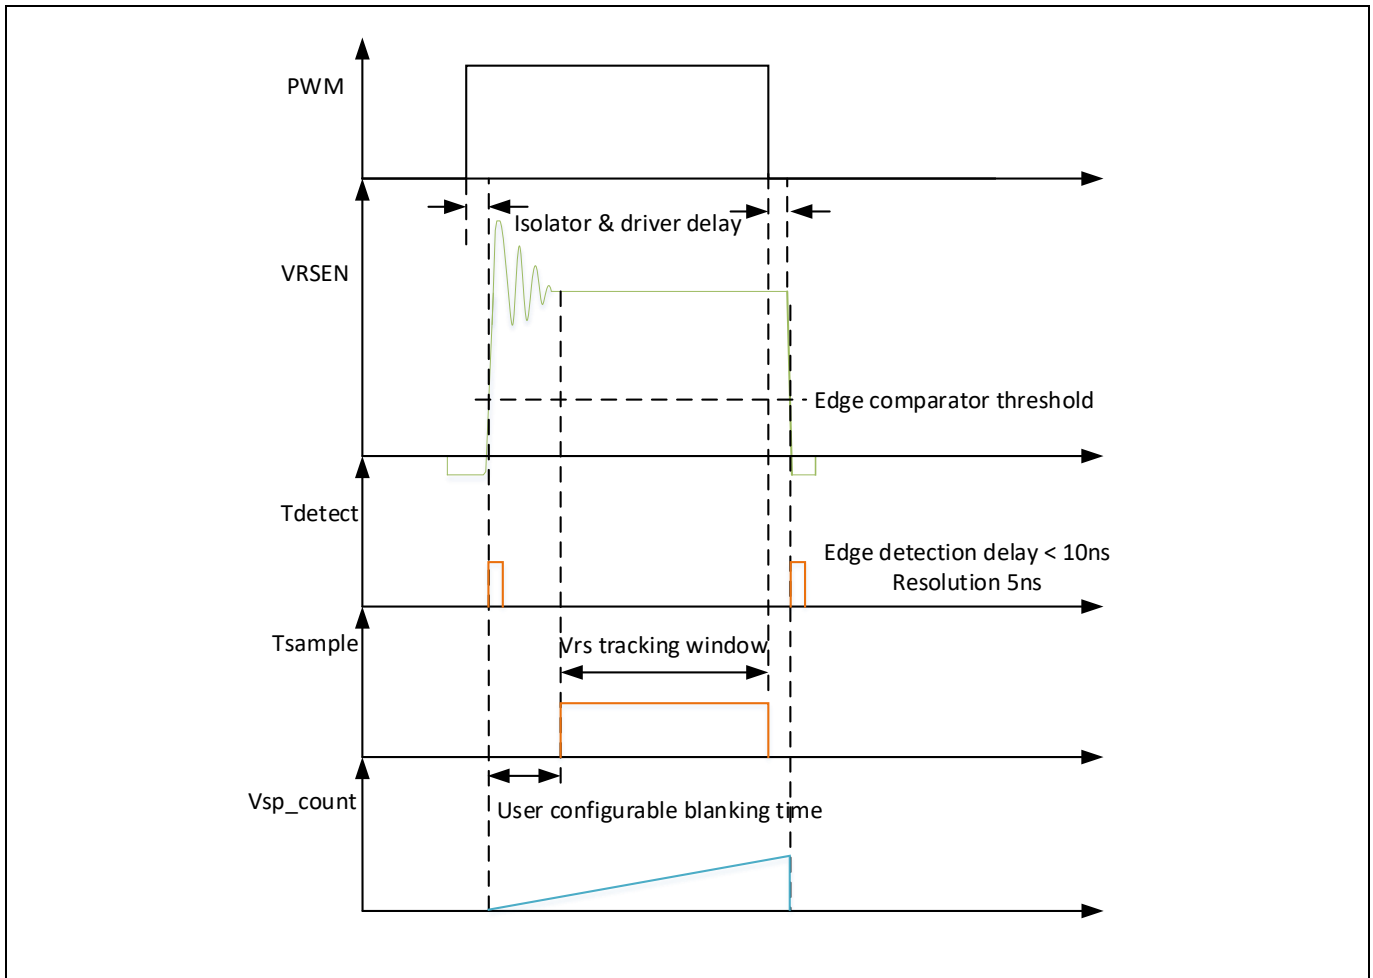 PWM
Isolator & driver delay
VRSEN
Edge comparator threshold
Tdetect
Edge detection delay < 10ns
Resolution 5ns
Tsample
Vrs tracking window
Vsp_count
User configurable blanking time